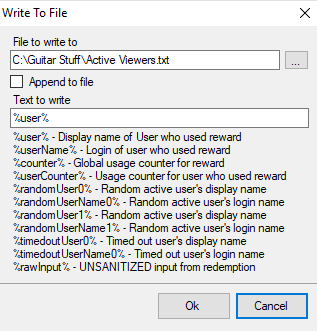 Write To File
File to write to
C:\Guitar Stuff\Active Viewers.txt
...
Append to file
Text to write
%user%
%user% - Display name of User who used reward
%userName% - Login of user who used reward
%counter% - Global usage counter for reward
%userCounter% - Usage counter for user who used reward
%randomUser0% - Random active user's display name
%randomUserName0% - Random active user's login name
%randomUser1% - Random active user's display name
%randomUserName1% - Random active user's login name
%timedoutUser0% - Timed out user's display name
%timedoutUserName0% - Timed out user's login name
%rawInput% - UNSANITIZED input from redemption
Ok
Cancel